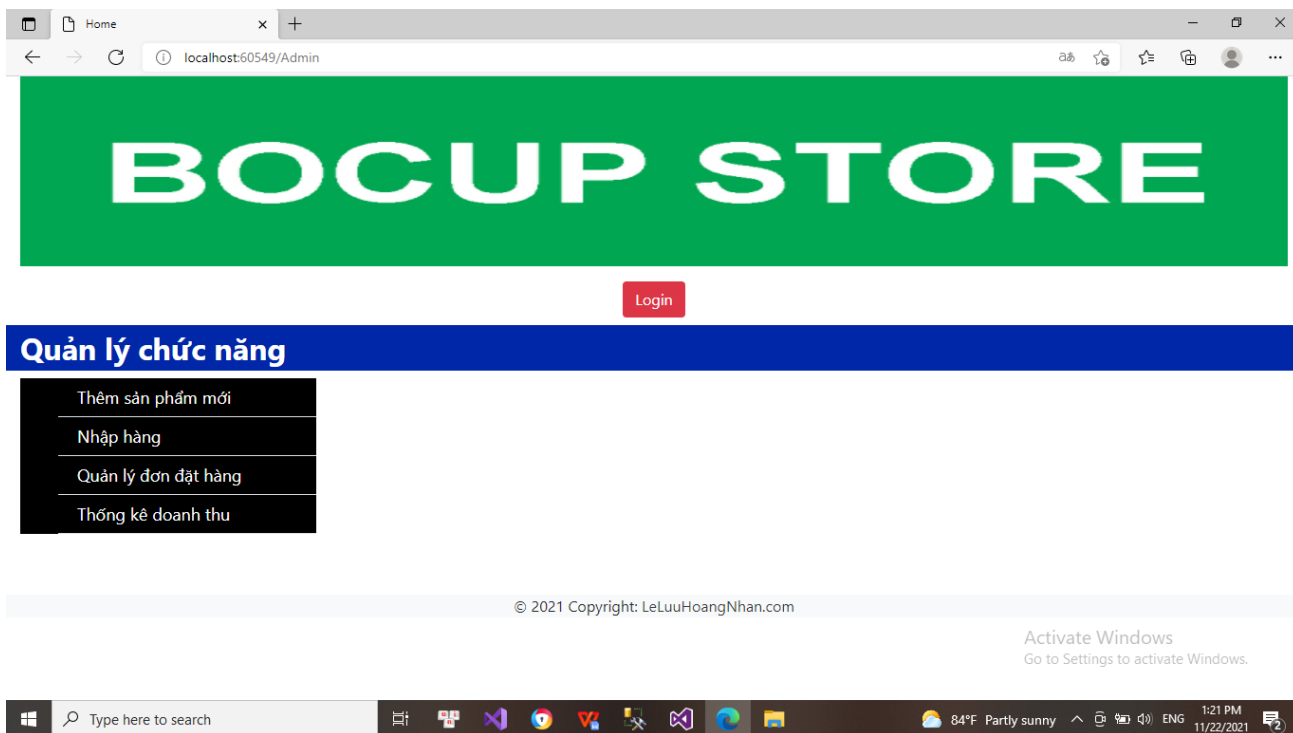 Home
localhost:60549/Admin
BOCUP STORE
Login
Quản lý chức năng
Thêm sản phẩm mới
Nhập hàng
Quản lý đơn đặt hàng
Thống kê doanh thu
© 2021 Copyright: LeLuuHoangNhan.com
Activate Windows
Go to Settings to activate Windows.
Type here to search
84°F Partly sunny
ENG
1:21 PM
11/22/2021
2